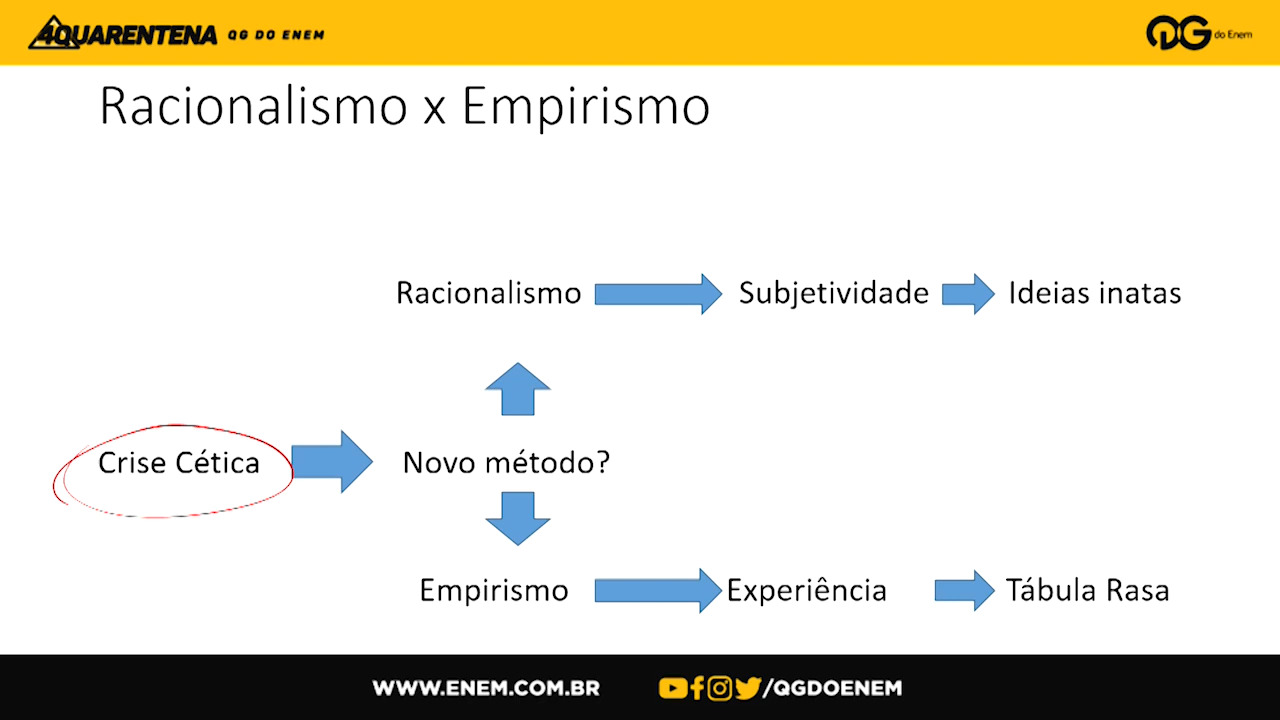 4QUARENTENA QG DO ENEM
QG do Enem
Racionalismo x Empirismo
Racionalismo Subjetividade Ideias inatas
Crise Cética Novo método?
Empirismo Experiência Tábula Rasa
WWW.ENEM.COM.BR /QGDOENEM